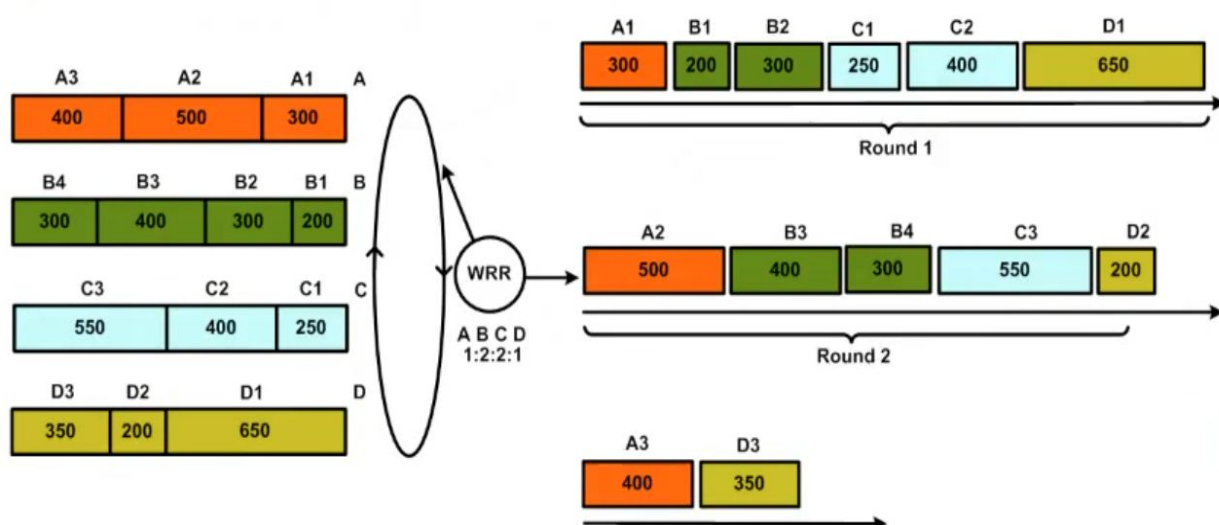 A3 A2 A1 A
400 500 300
B4 B3 B2 B1 B
300 400 300 200
C3 C2 C1 C
550 400 250
D3 D2 D1 D
350 200 650
WRR
A B C D
1:2:2:1
A1 B1 B2 C1 C2 D1
300 200 300 250 400 650
Round 1
A2 B3 B4 C3 D2
500 400 300 550 200
Round 2
A3 D3
400 350